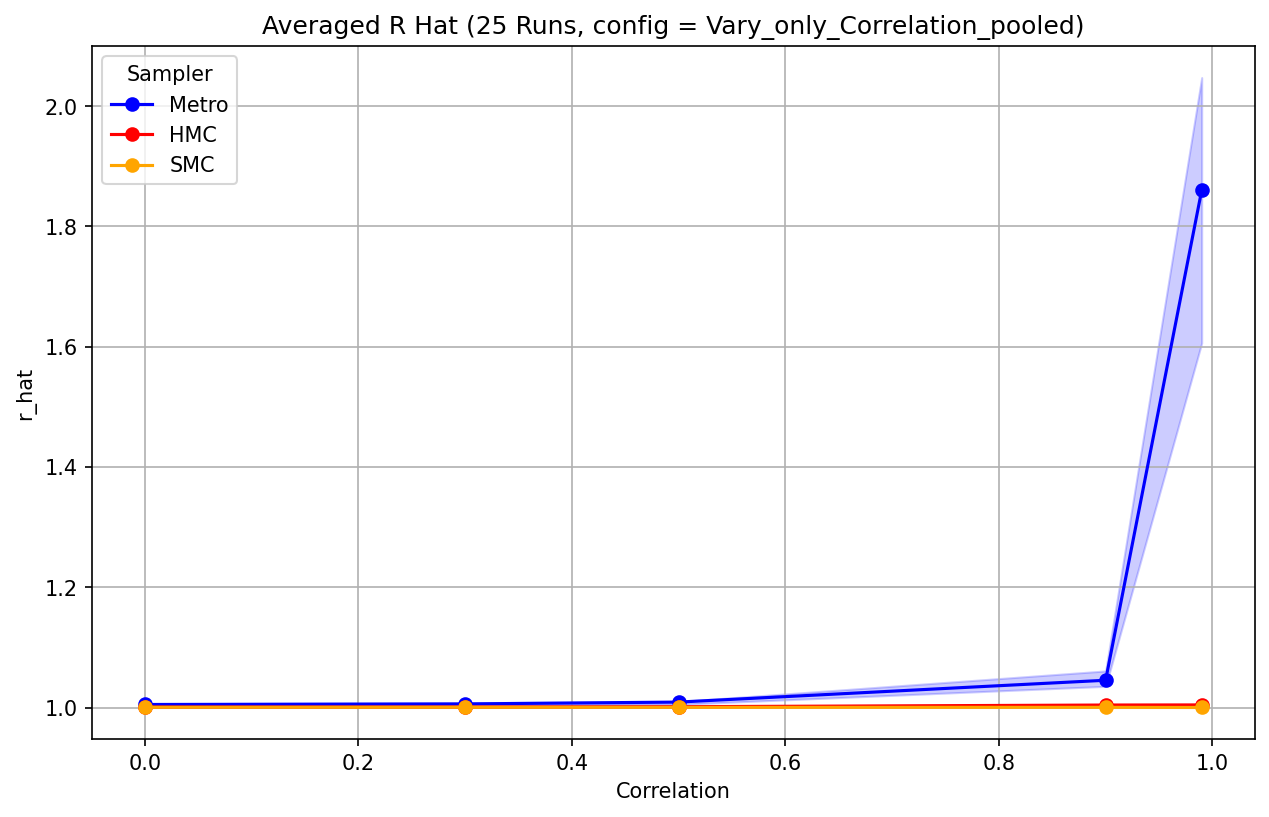 Averaged R Hat (25 Runs, config = Vary_only_Correlation_pooled)
Sampler
Metro
HMC
SMC
2.0
1.8
1.6
1.4
1.2
1.0
r_hat
0.0 0.2 0.4 0.6 0.8 1.0
Correlation